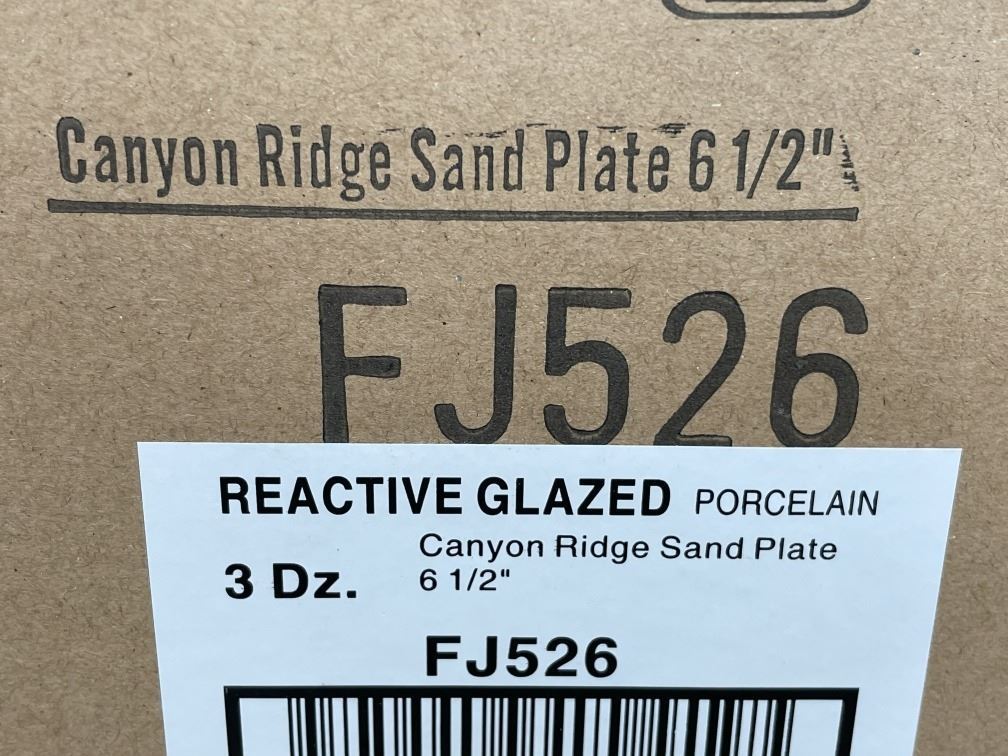 Canyon Ridge Sand Plate 6 1/2"
FJ526
REACTIVE GLAZED PORCELAIN
Canyon Ridge Sand Plate
3 Dz. 6 1/2"
FJ526